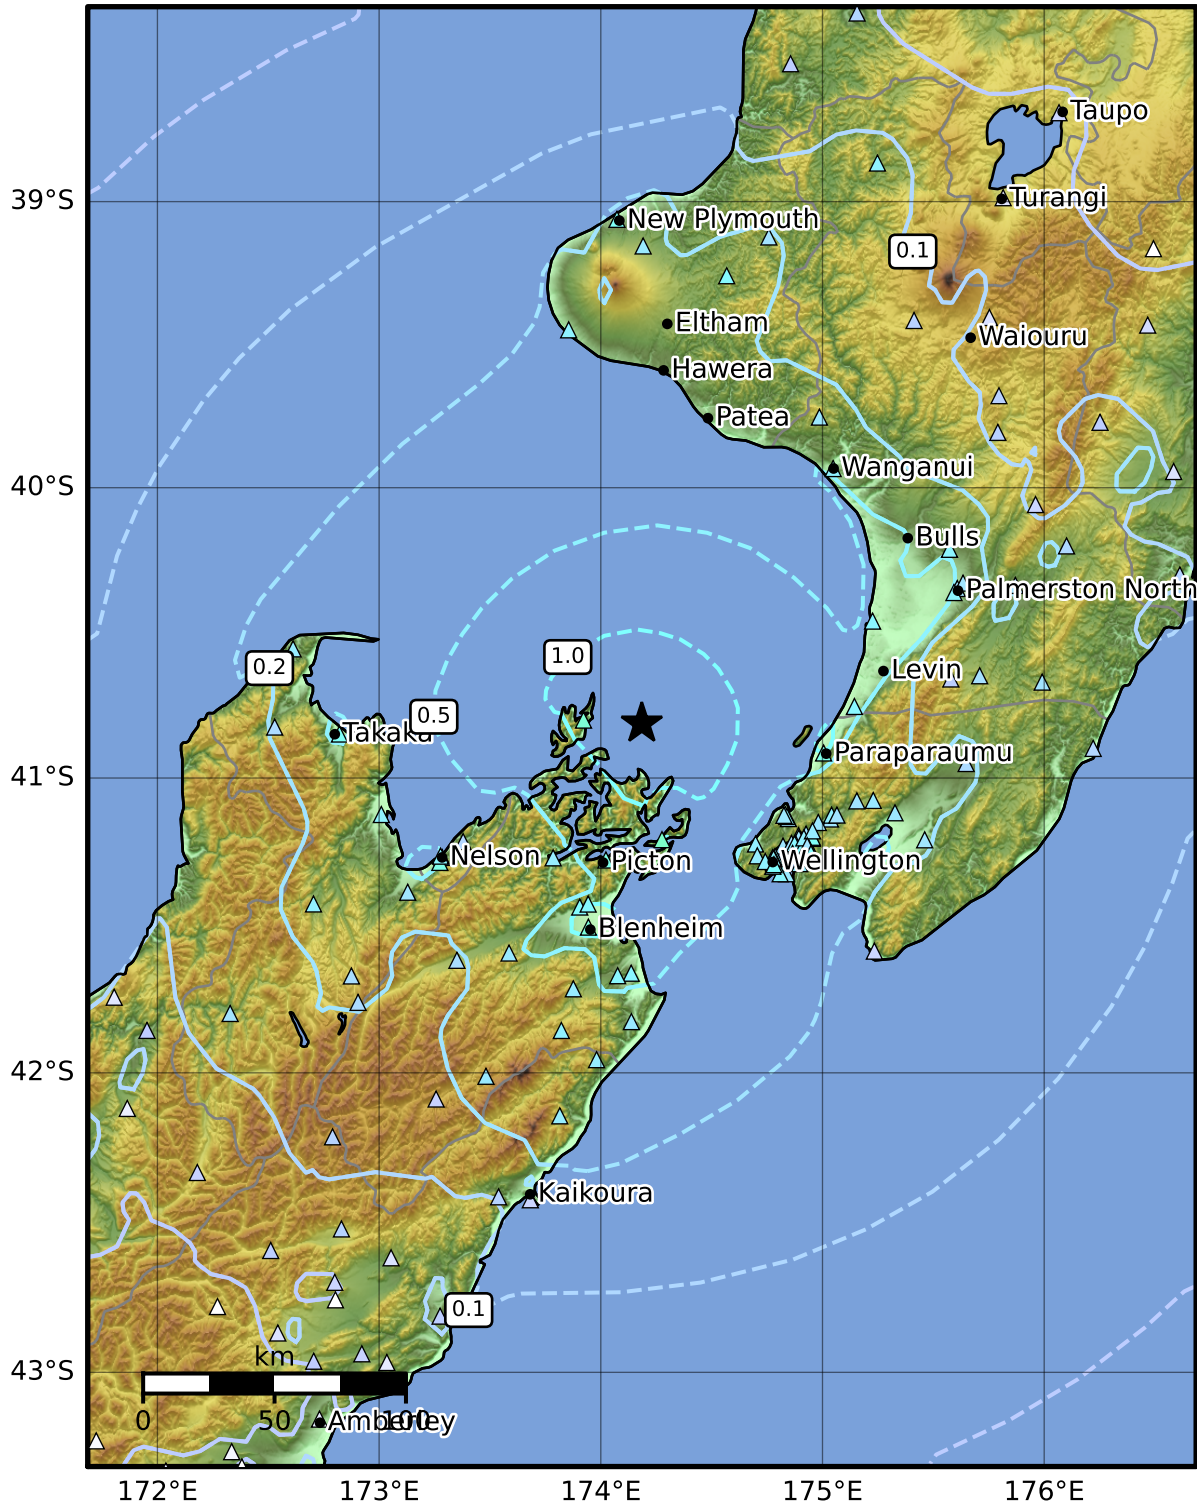 Taupo
39°S
Turangi
New Plymouth
0.1
Eltham
Waiouru
Hawera
Patea
Wanganui
40°S
Bulls
Palmerston North
1.0
0.2
Levin
0.5
Takaka
Paraparaumu
41°S
Nelson
Picton
Wellington
Blenheim
42°S
Kaikoura
0.1
km
43°S
0
50
100
Amberley
172°E
173°E
174°E
175°E
176°E